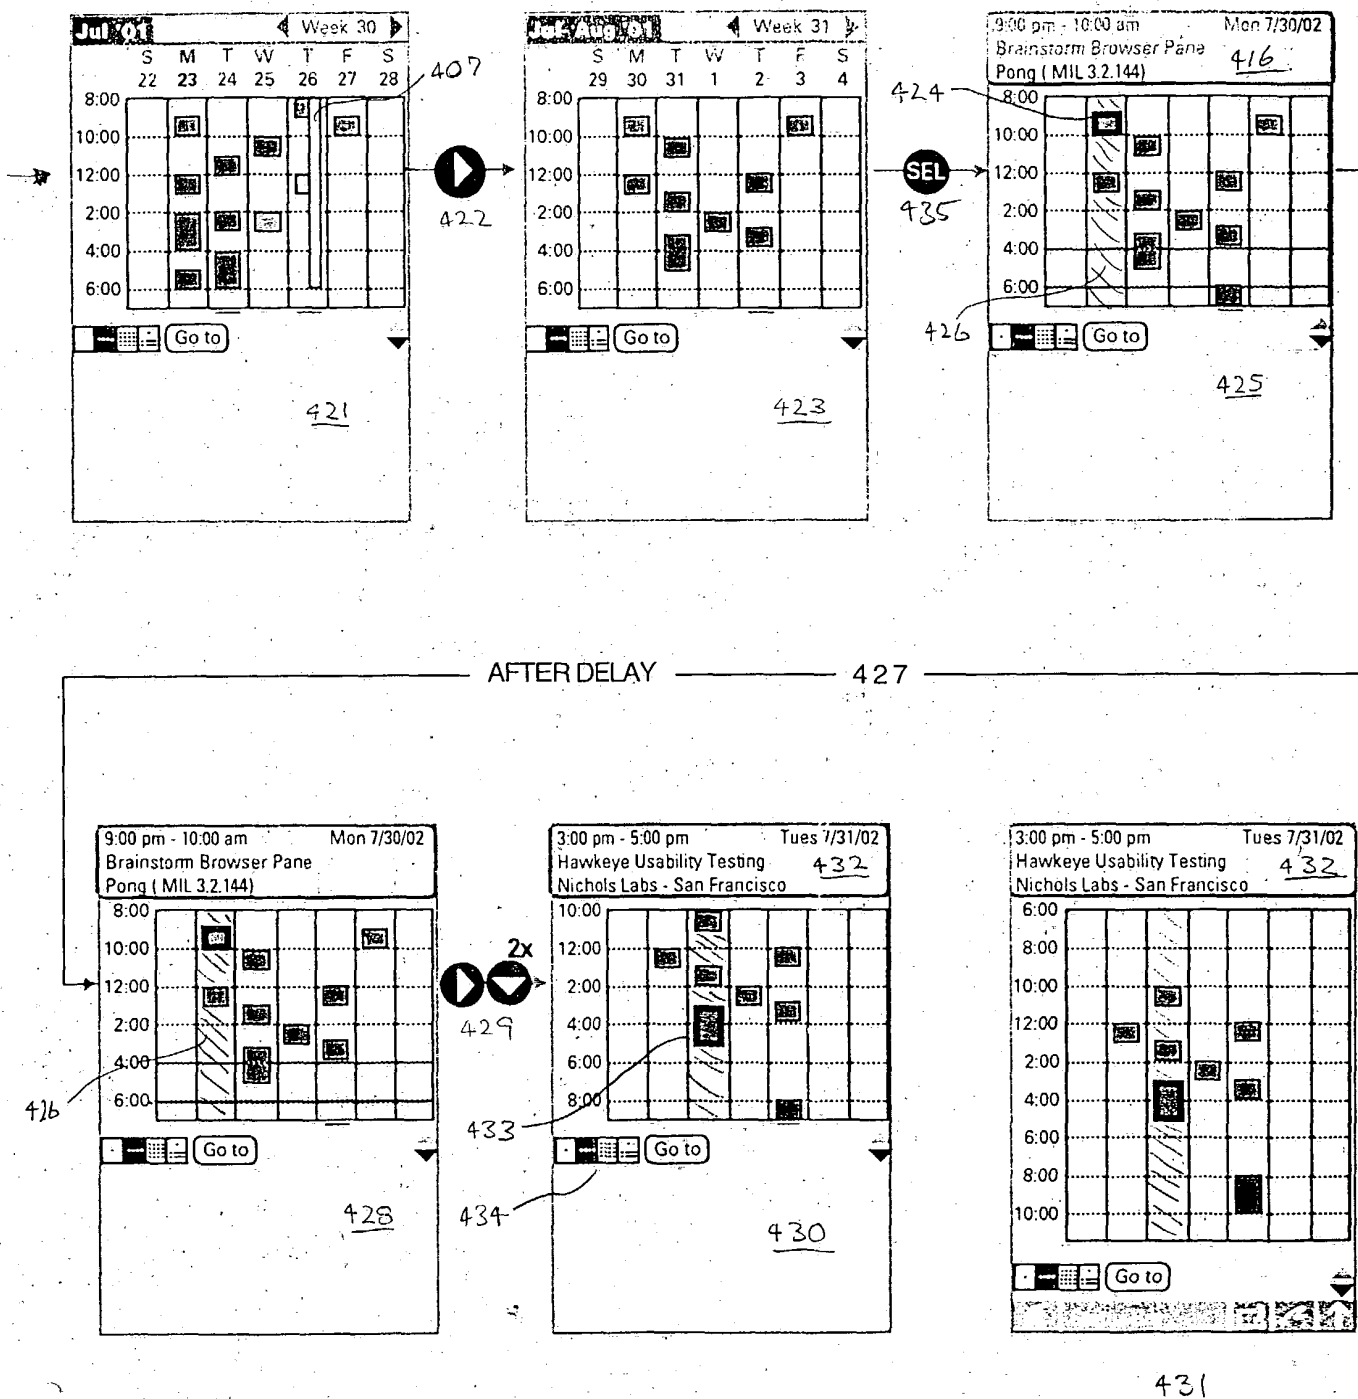 Jul '01 Week 30
S M T W T F S
22 23 24 25 26 27 28
407
8:00
10:00
12:00
2:00
4:00
6:00
Go to
421
422
Week 31
S M T W T F S
29 30 31 1 2 3 4
8:00
10:00
12:00
2:00
4:00
6:00
Go to
423
SEL
435
9:00 pm - 10:00 am Mon 7/30/02
Brainstorm Browser Pane
Pong ( MIL 3.2.144)
416
424
8:00
10:00
12:00
2:00
4:00
6:00
426
Go to
425
AFTER DELAY 427
9:00 pm - 10:00 am Mon 7/30/02
Brainstorm Browser Pane
Pong ( MIL 3.2.144)
8:00
10:00
12:00
2:00
4:00
6:00
426
Go to
428
2x
429
3:00 pm - 5:00 pm Tues 7/31/02
Hawkeye Usability Testing 432
Nichols Labs - San Francisco
10:00
12:00
2:00
4:00
6:00
8:00
433
Go to
434
430
3:00 pm - 5:00 pm Tues 7/31/02
Hawkeye Usability Testing 432
Nichols Labs - San Francisco
6:00
8:00
10:00
12:00
2:00
4:00
6:00
8:00
10:00
Go to
431